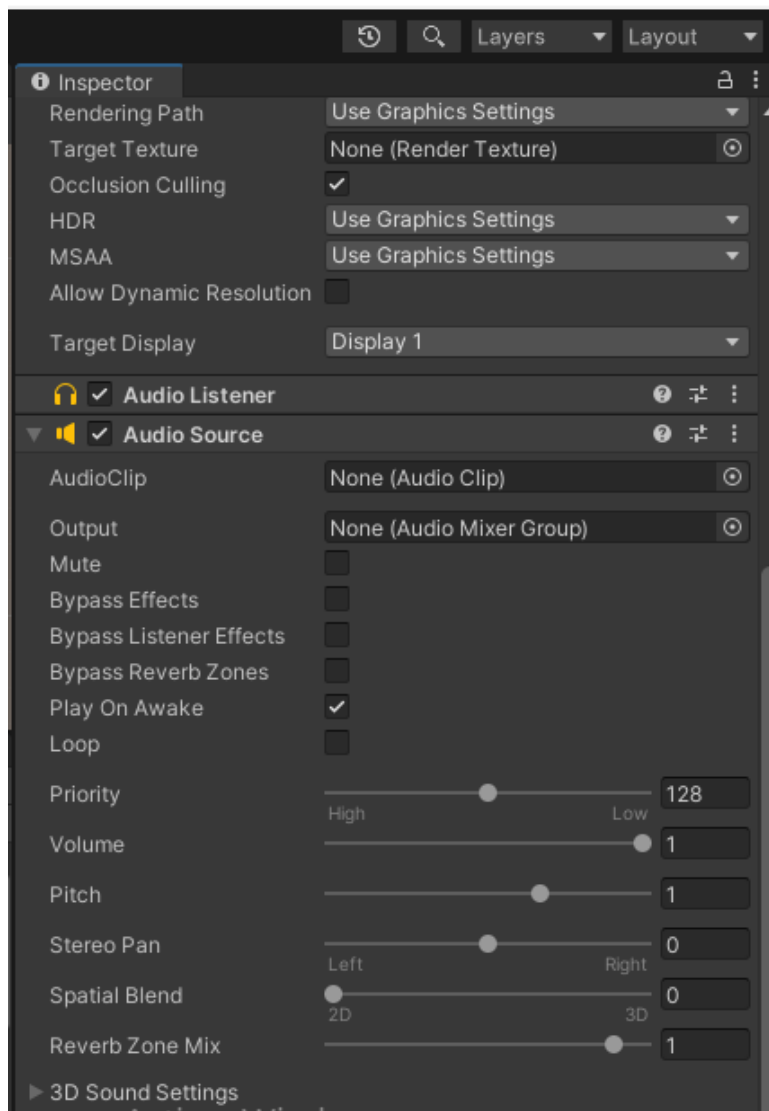 Layers Layout
Inspector
Rendering Path Use Graphics Settings
Target Texture None (Render Texture)
Occlusion Culling
HDR Use Graphics Settings
MSAA Use Graphics Settings
Allow Dynamic Resolution
Target Display Display 1
Audio Listener
Audio Source
AudioClip None (Audio Clip)
Output None (Audio Mixer Group)
Mute
Bypass Effects
Bypass Listener Effects
Bypass Reverb Zones
Play On Awake
Loop
Priority 128
High Low
Volume 1
Pitch 1
Stereo Pan 0
Left Right
Spatial Blend 0
2D 3D
Reverb Zone Mix 1
3D Sound Settings